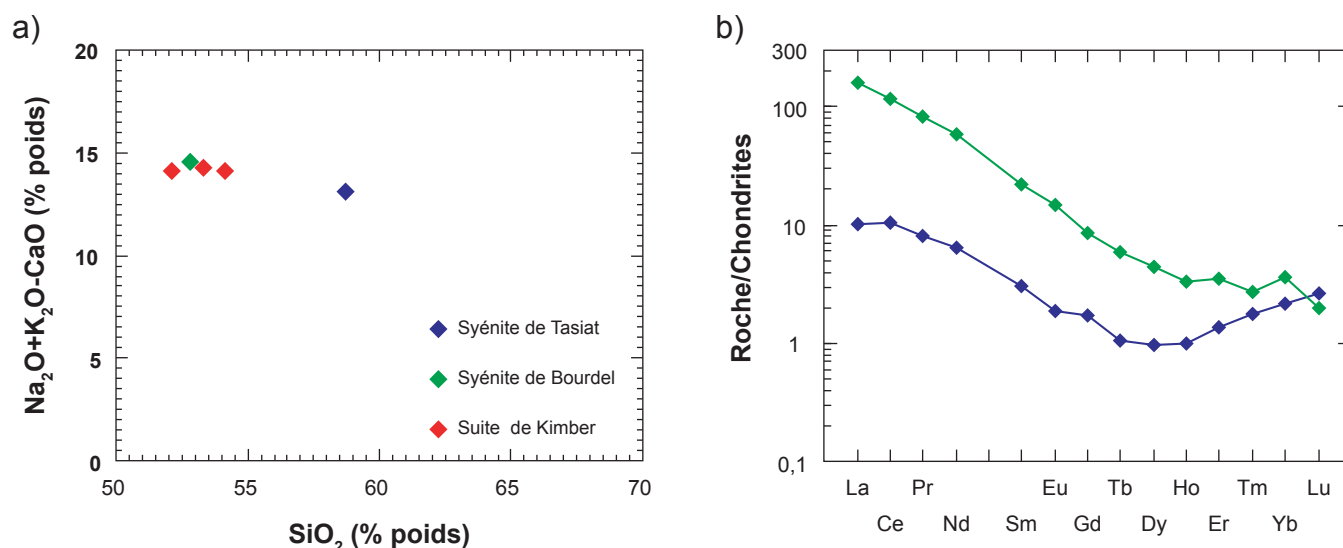 a)
20
15
10
5
0
Na₂O+K₂O-CaO (% poids)
Syénite de Tasiat
Syénite de Bourdel
Suite de Kimber
50 55 60 65 70
SiO₂ (% poids)
b)
300
100
10
1
0,1
Roche/Chondrites
La Pr Eu Tb Ho Tm Lu
Ce Nd Sm Gd Dy Er Yb